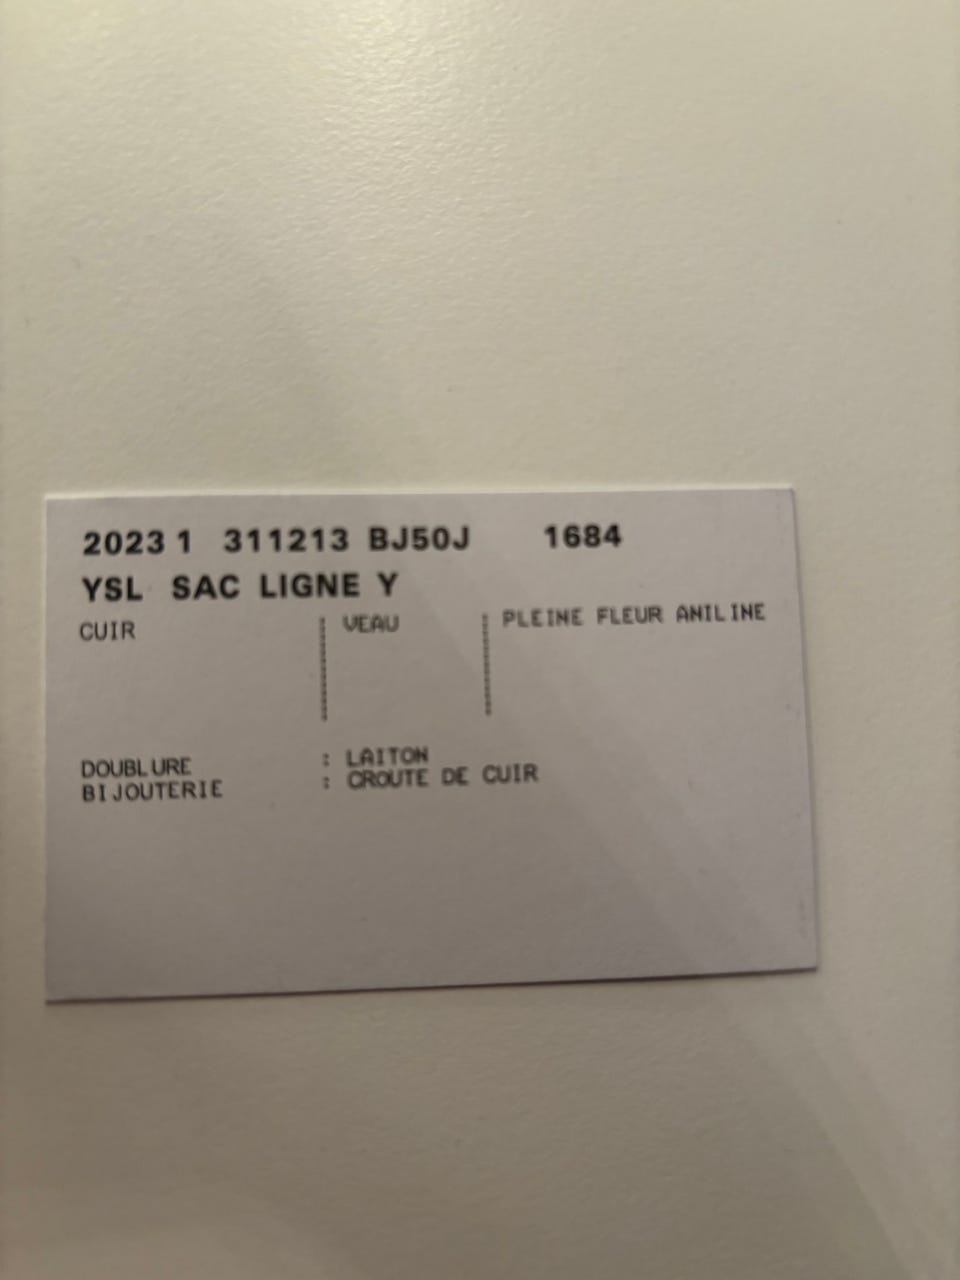 2023 1 311213 BJ50J 1684
YSL SAC LIGNE Y
CUIR VEAU PLEINE FLEUR ANILINE
DOUBLURE : LAITON
BIJOUTERIE : CROUTE DE CUIR